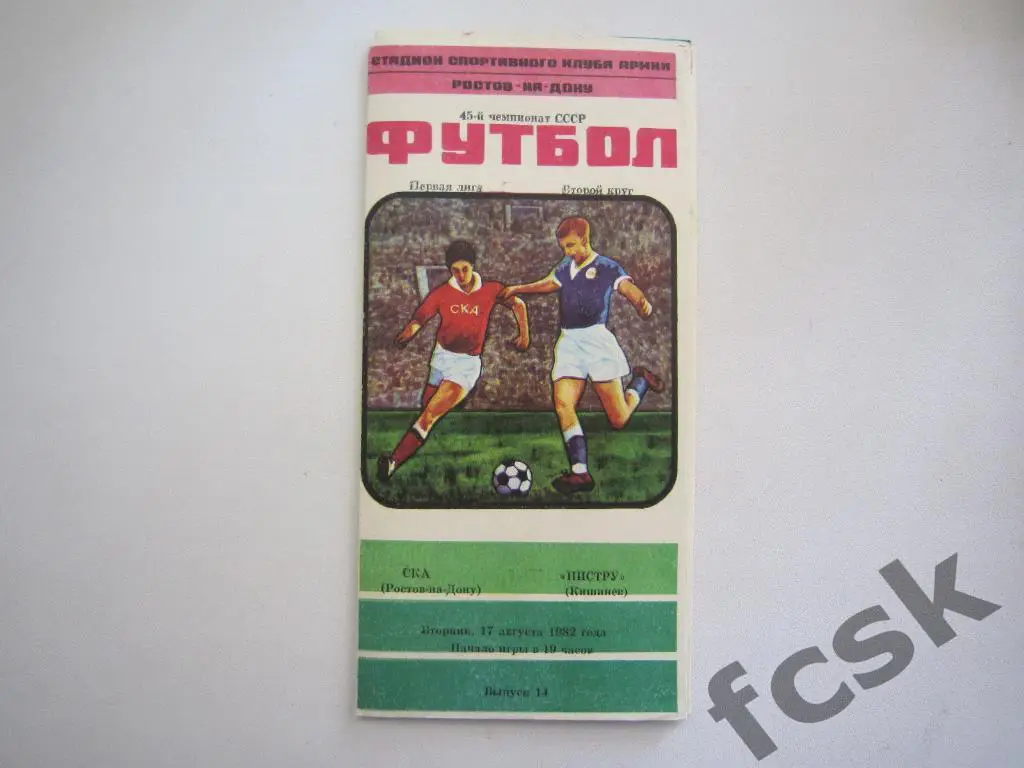 СТАДИОН СПОРТИВНОГО КЛУБА АРМИИ
РОСТОВ-НА-ДОНУ
45-й чемпионат СССР
ФУТБОЛ
Первая лига Второй круг
СКА
СКА «НИСТРУ»
(Ростов-на-Дону) (Кишинев)
Вторник, 17 августа 1982 года
Начало игры в 19 часов
Выпуск 14
fcsk